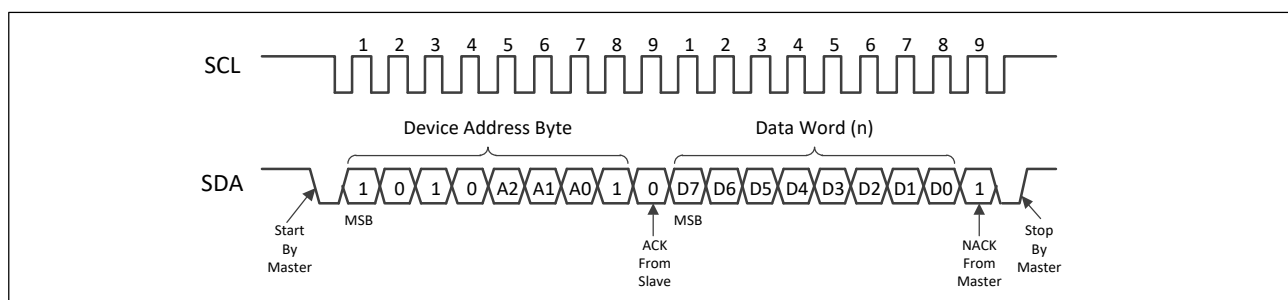 1 2 3 4 5 6 7 8 9 1 2 3 4 5 6 7 8 9
SCL
Device Address Byte Data Word (n)
SDA
1 0 1 0 A2 A1 A0 1 0 D7 D6 D5 D4 D3 D2 D1 D0 1
MSB MSB
Start By Master
ACK From Slave
NACK From Master
Stop By Master